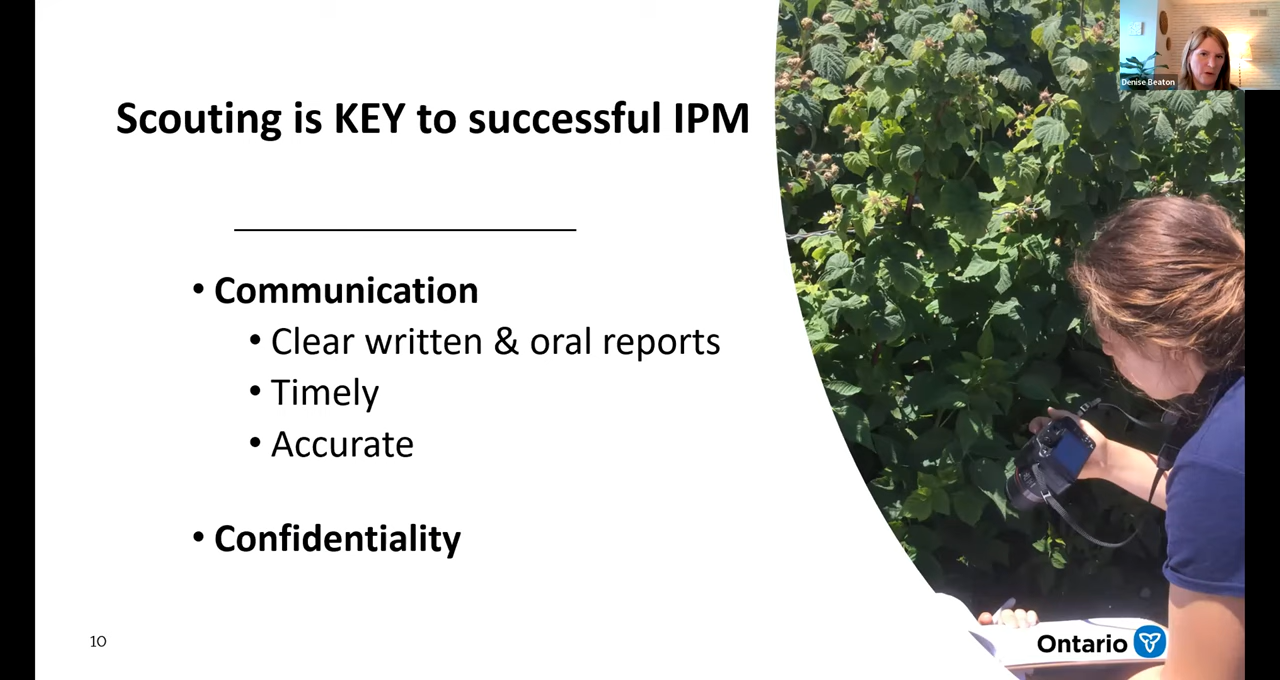 Denise Beaton
Scouting is KEY to successful IPM
• Communication
• Clear written & oral reports
• Timely
• Accurate
• Confidentiality
10
Ontario